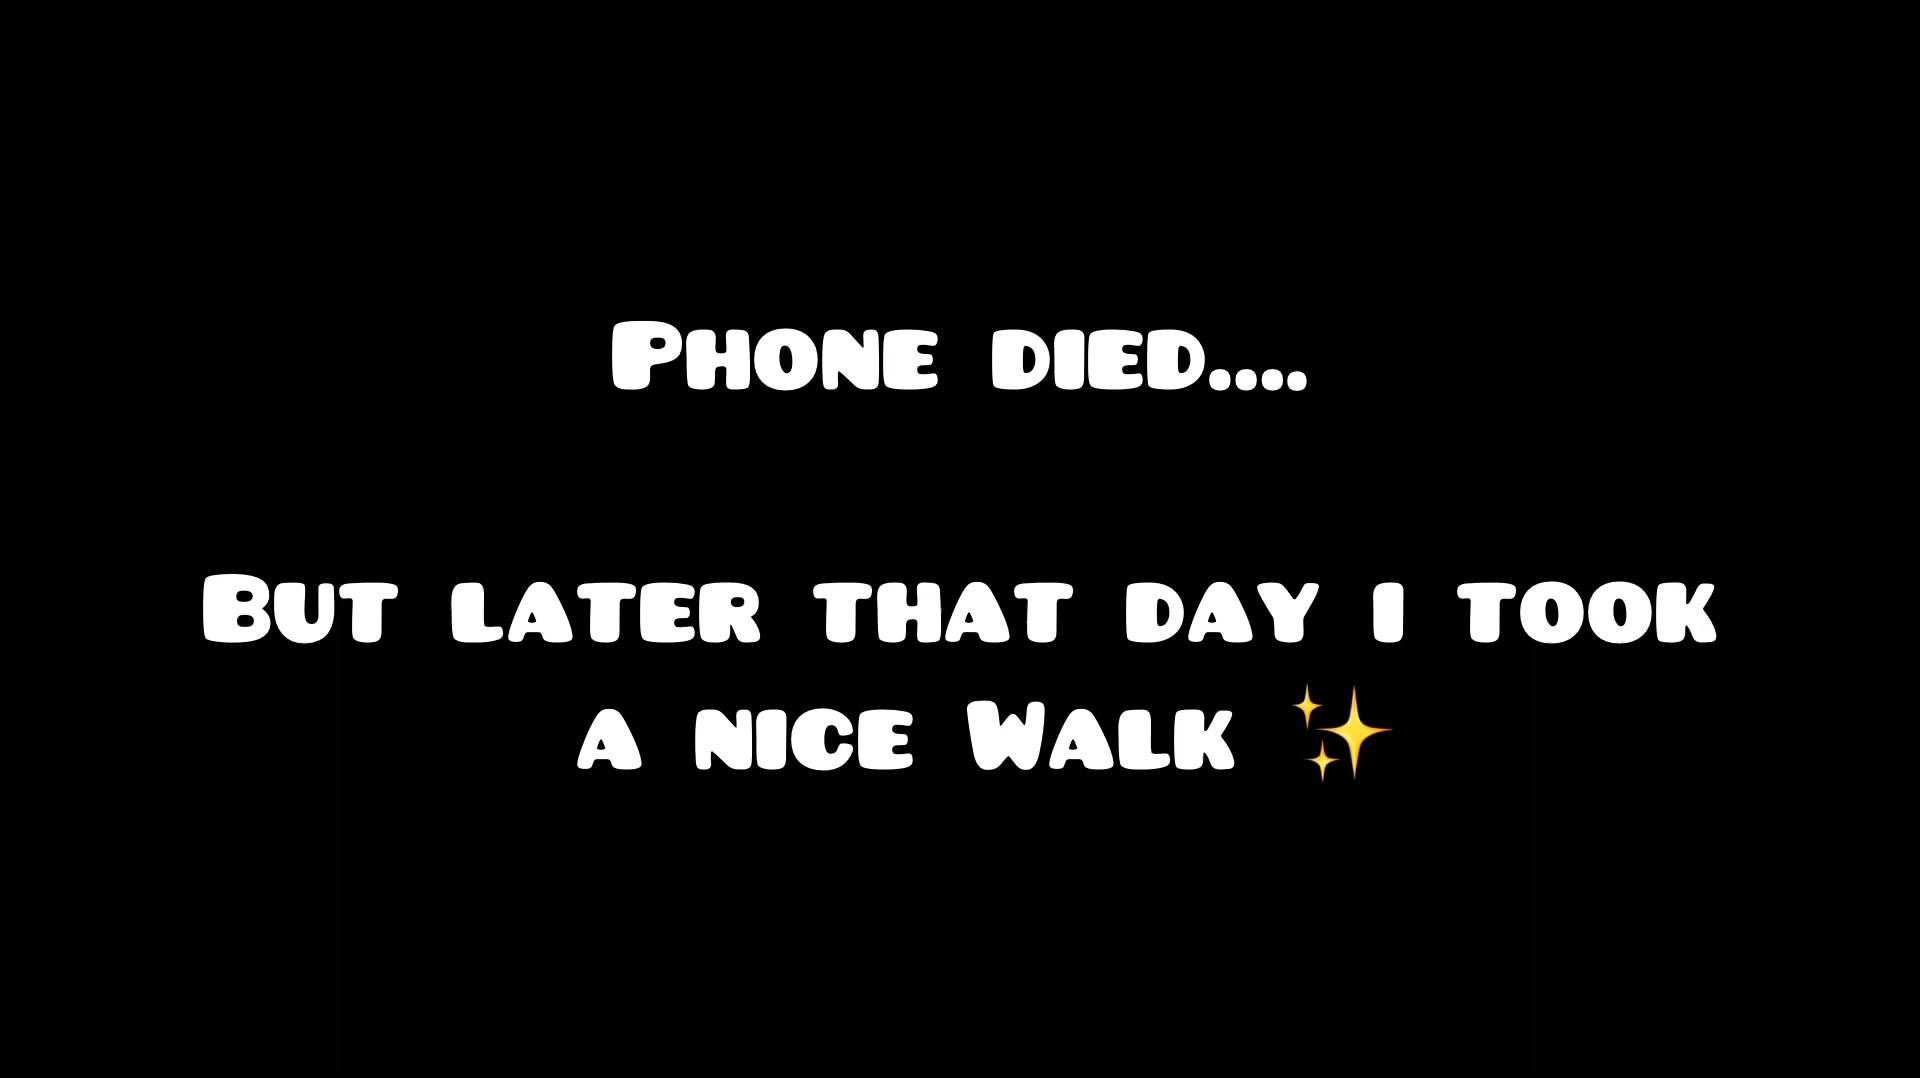 Phone died....
But later that day i took
a nice Walk ✨